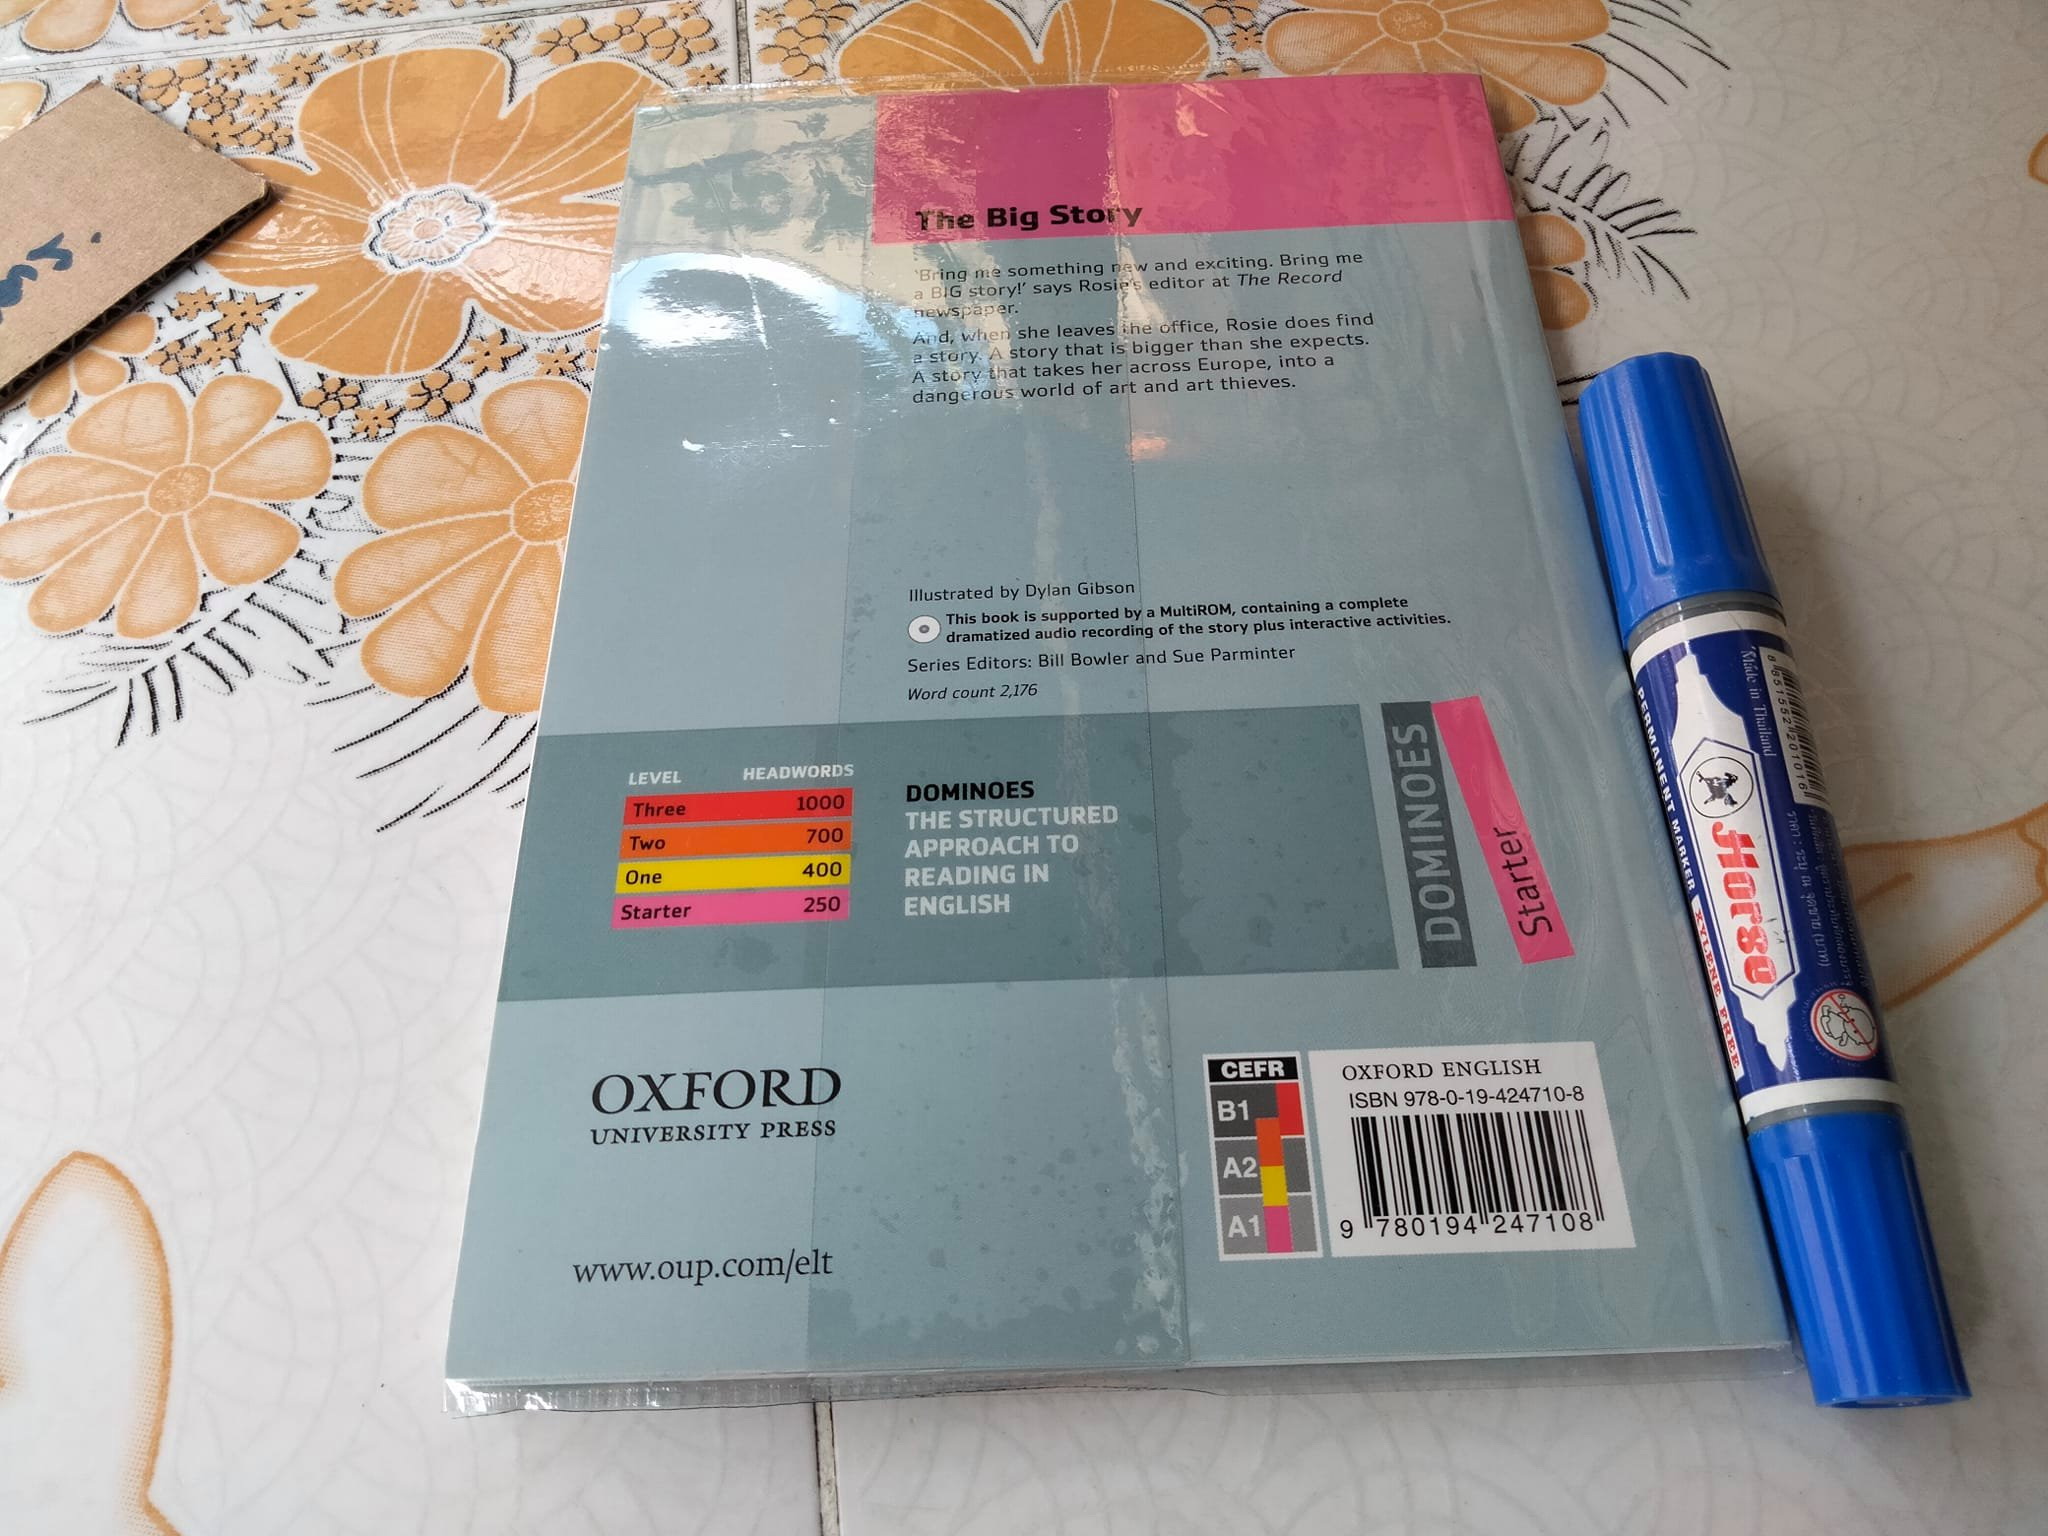 The Big Story
'Bring me something new and exciting. Bring me
a BIG story!' says Rosie's editor at The Record
newspaper.
And, when she leaves the office, Rosie does find
a story. A story that is bigger than she expects.
A story that takes her across Europe, into a
dangerous world of art and art thieves.
Illustrated by Dylan Gibson
This book is supported by a MultiROM, containing a complete
dramatized audio recording of the story plus interactive activities.
Series Editors: Bill Bowler and Sue Parminter
Word count 2,176
LEVEL HEADWORDS
Three 1000
Two 700
One 400
Starter 250
DOMINOES
THE STRUCTURED
APPROACH TO
READING IN
ENGLISH
DOMINOES
Starter
OXFORD
UNIVERSITY PRESS
www.oup.com/elt
CEFR
B1
A2
A1
OXFORD ENGLISH
ISBN 978-0-19-424710-8
9 780194 247108
Made in Thailand
8 851552 201016
Horse
PERMANENT MARKER XYLENE FREE